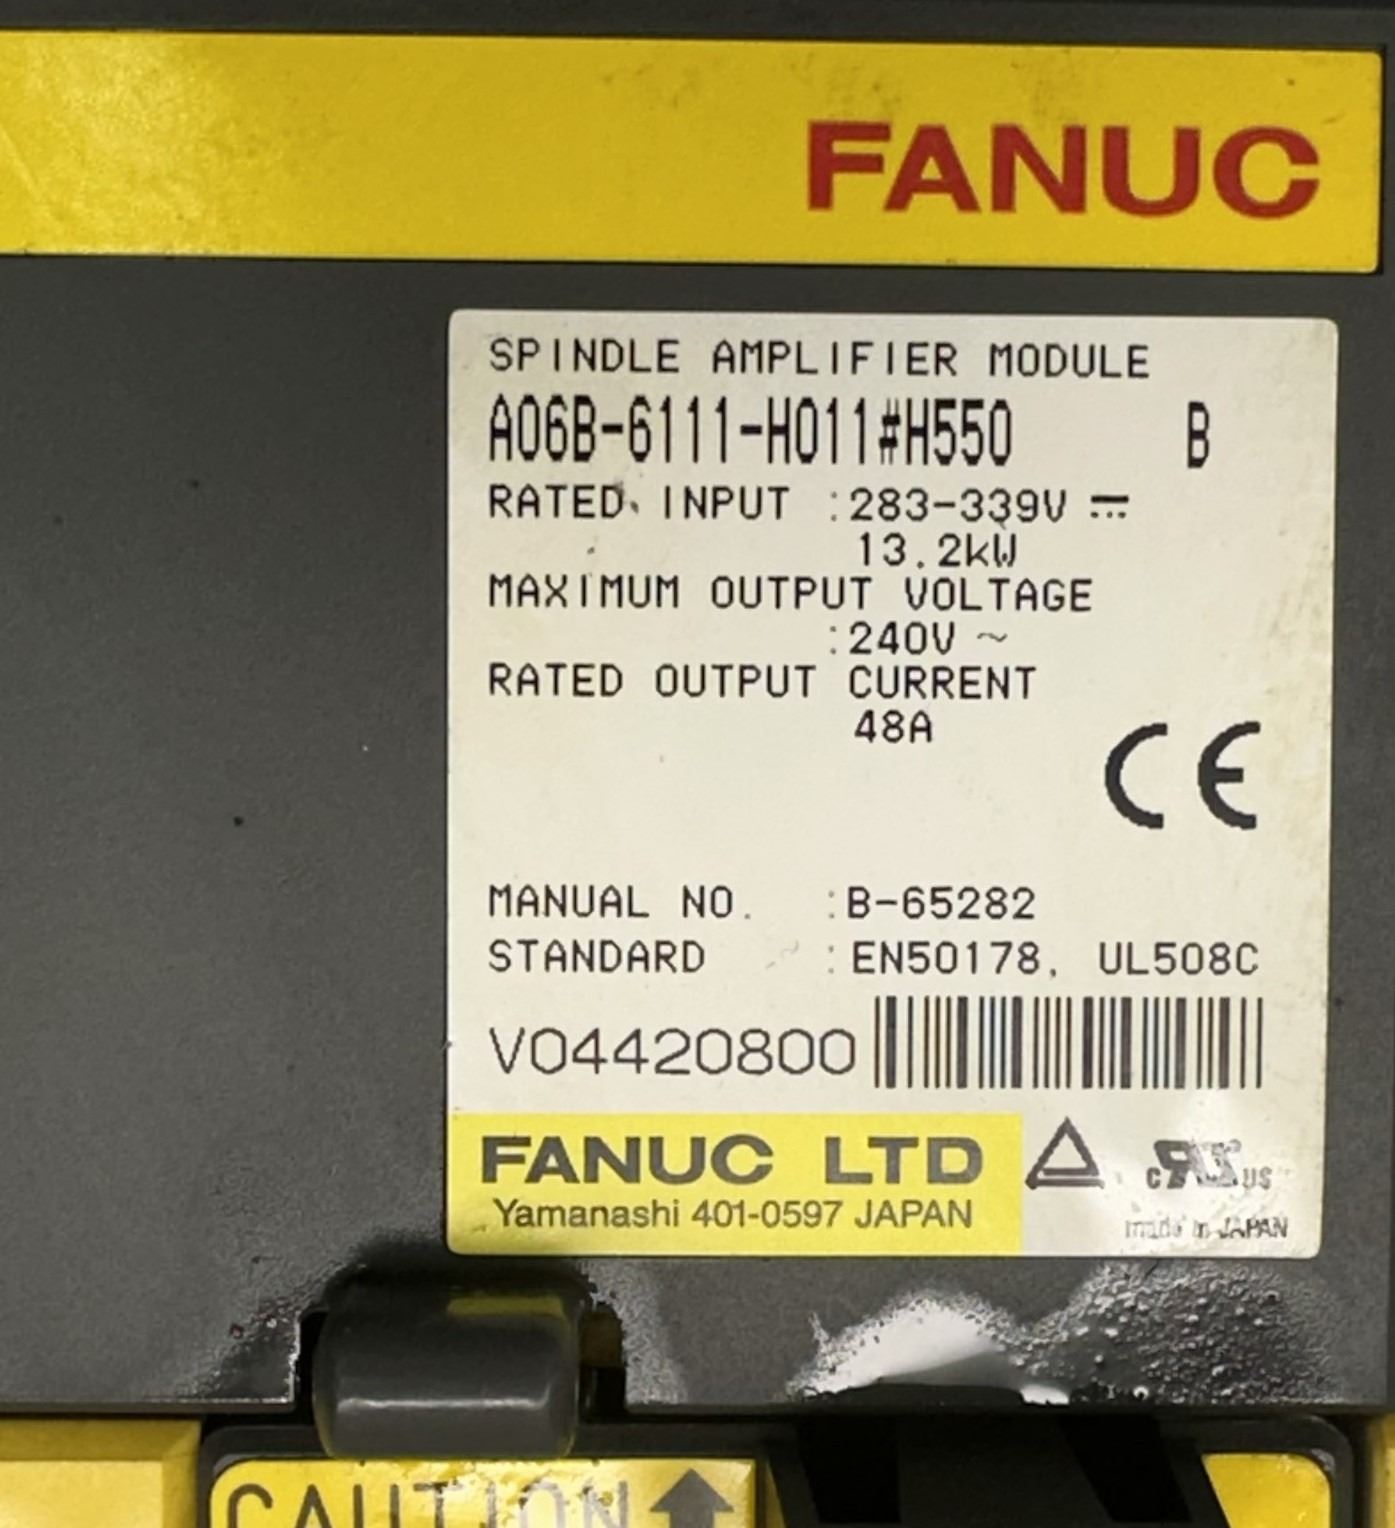 FANUC
SPINDLE AMPLIFIER MODULE
A06B-6111-H011#H550 B
RATED INPUT :283-339V ⎓
13.2kW
MAXIMUM OUTPUT VOLTAGE
:240V ~
RATED OUTPUT CURRENT
48A
CE
MANUAL NO. :B-65282
STANDARD :EN50178, UL508C
V04420800
FANUC LTD
Yamanashi 401-0597 JAPAN
c US
made in JAPAN
CAUTION